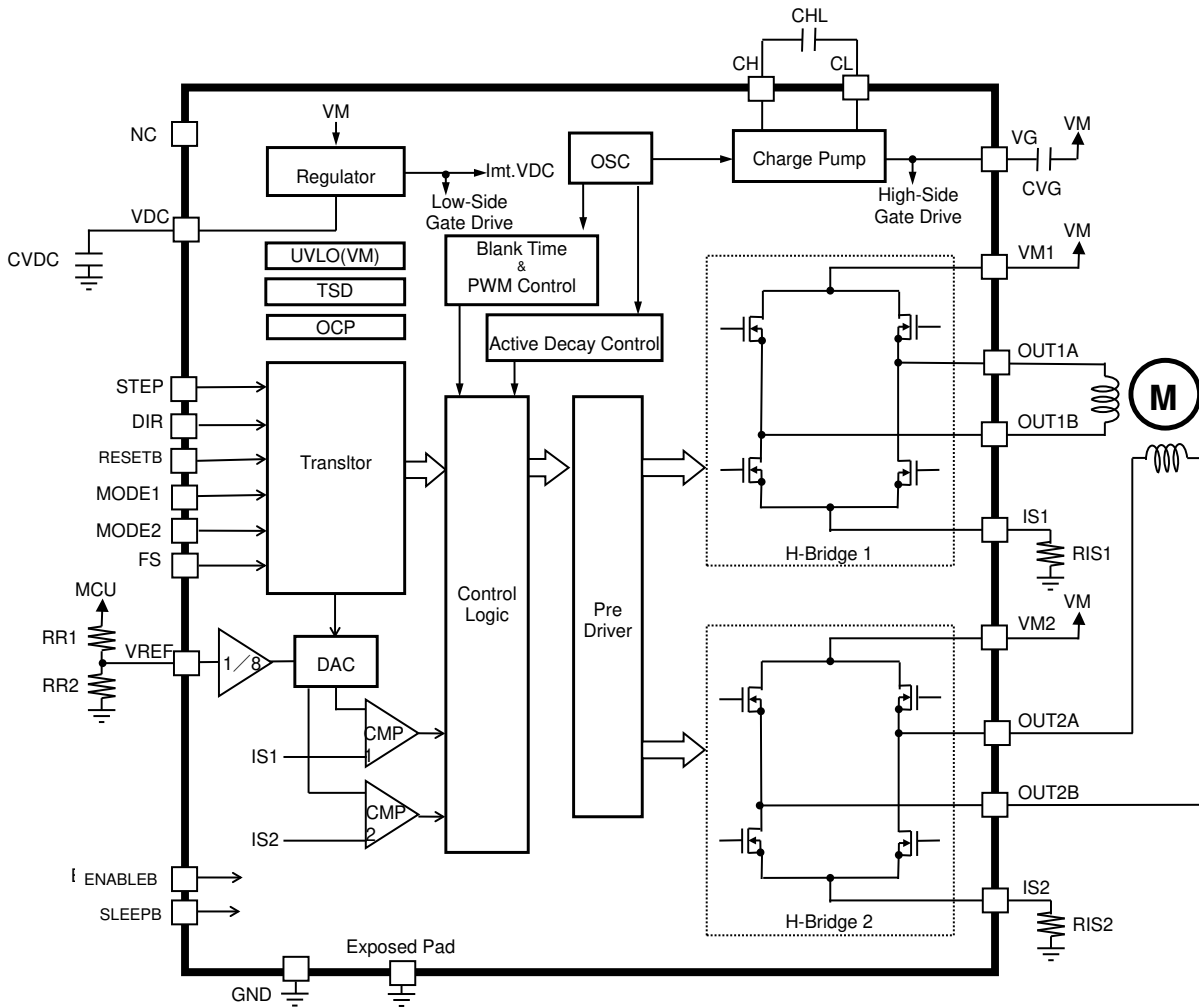 CHL
CH
CL
VM
NC
Regulator
Imt.VDC
OSC
Charge Pump
VG
VM
CVG
Low-Side
Gate Drive
High-Side
Gate Drive
VDC
CVDC
UVLO(VM)
TSD
OCP
Blank Time
&
PWM Control
Active Decay Control
VM1
VM
STEP
DIR
RESETB
MODE1
MODE2
FS
Transltor
OUT1A
OUT1B
M
IS1
RIS1
H-Bridge 1
MCU
RR1
VREF
RR2
1/8
DAC
Control
Logic
Pre
Driver
VM2
VM
CMP
1
IS1
CMP
2
IS2
OUT2A
OUT2B
ENABLEB
SLEEPB
IS2
RIS2
H-Bridge 2
Exposed Pad
GND